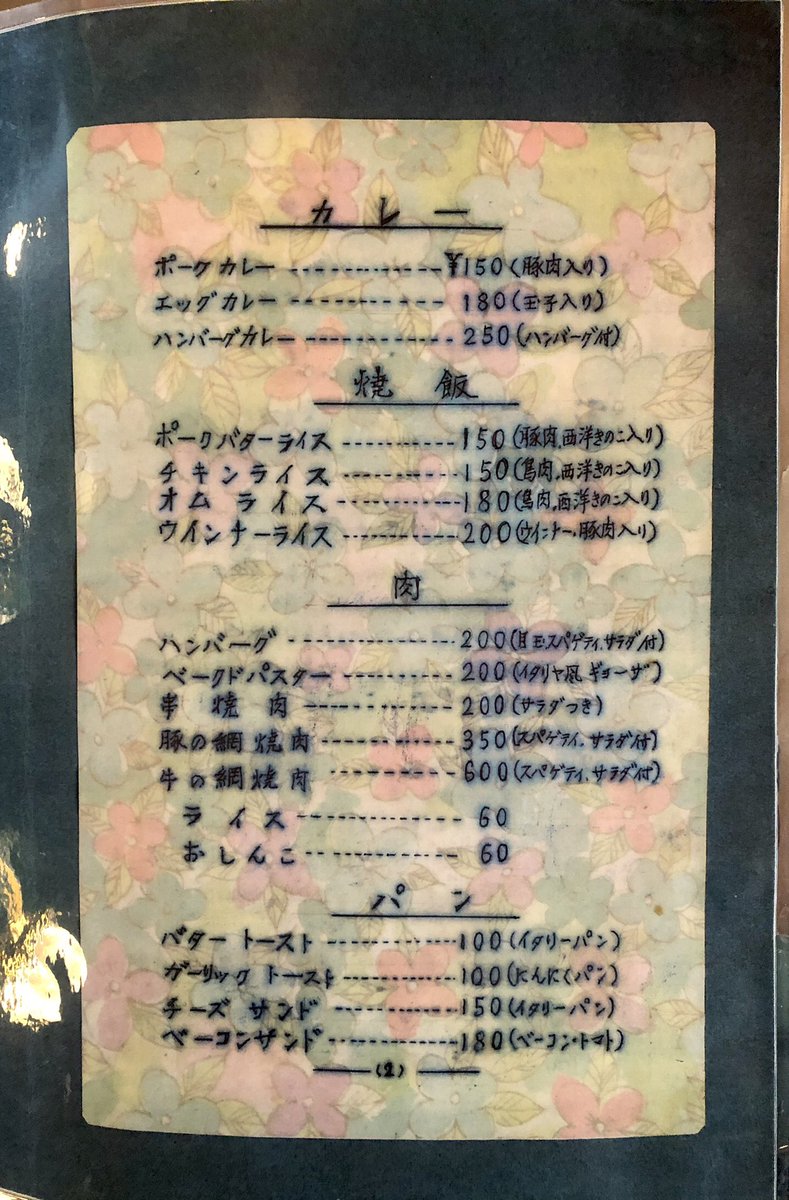 カレー
ポークカレー ---------- ¥150(豚肉入り)
エッグカレー ---------- 180(玉子入り)
ハンバーグカレー ---------- 250(ハンバーグ付)
焼飯
ポークバターライス ---------- 150(豚肉.西洋きのこ入り)
チキンライス ---------- 150(鳥肉.西洋きのこ入り)
オムライス ---------- 180(鳥肉.西洋きのこ入り)
ウインナーライス ---------- 200(ウインナー.豚肉入り)
肉
ハンバーグ ---------- 200(目玉.スパゲティ.サラダ付)
ベークドパスター ---------- 200(イタリヤ風ギョーザ)
串焼肉 ---------- 200(サラダつき)
豚の網焼肉 ---------- 350(スパゲティ.サラダ付)
牛の網焼肉 ---------- 600(スパゲティ.サラダ付)
ライス ---------- 60
おしんこ ---------- 60
パン
バタートースト ---------- 100(イタリーパン)
ガーリックトースト ---------- 100(にんにくパン)
チーズサンド ---------- 150(イタリーパン)
ベーコンサンド ---------- 180(ベーコン・トマト)
(2)